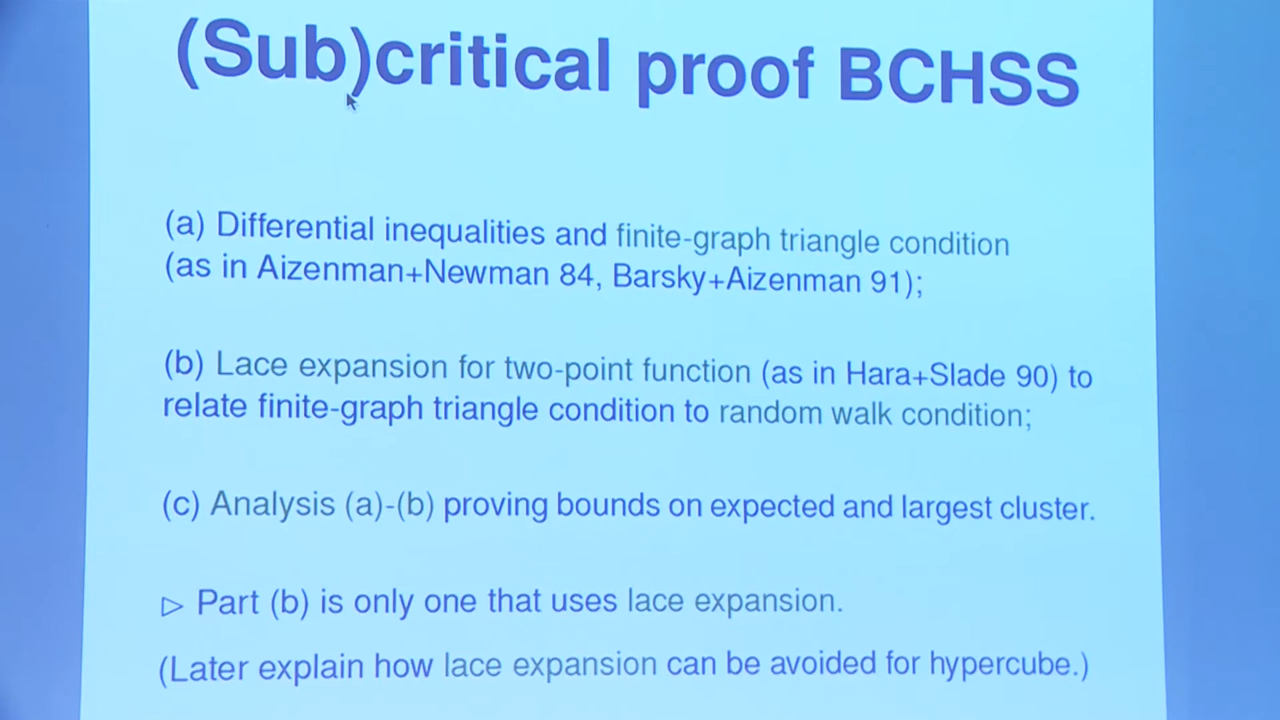 (Sub)critical proof BCHSS
(a) Differential inequalities and finite-graph triangle condition
(as in Aizenman+Newman 84, Barsky+Aizenman 91);
(b) Lace expansion for two-point function (as in Hara+Slade 90) to
relate finite-graph triangle condition to random walk condition;
(c) Analysis (a)-(b) proving bounds on expected and largest cluster.
▷ Part (b) is only one that uses lace expansion.
(Later explain how lace expansion can be avoided for hypercube.)